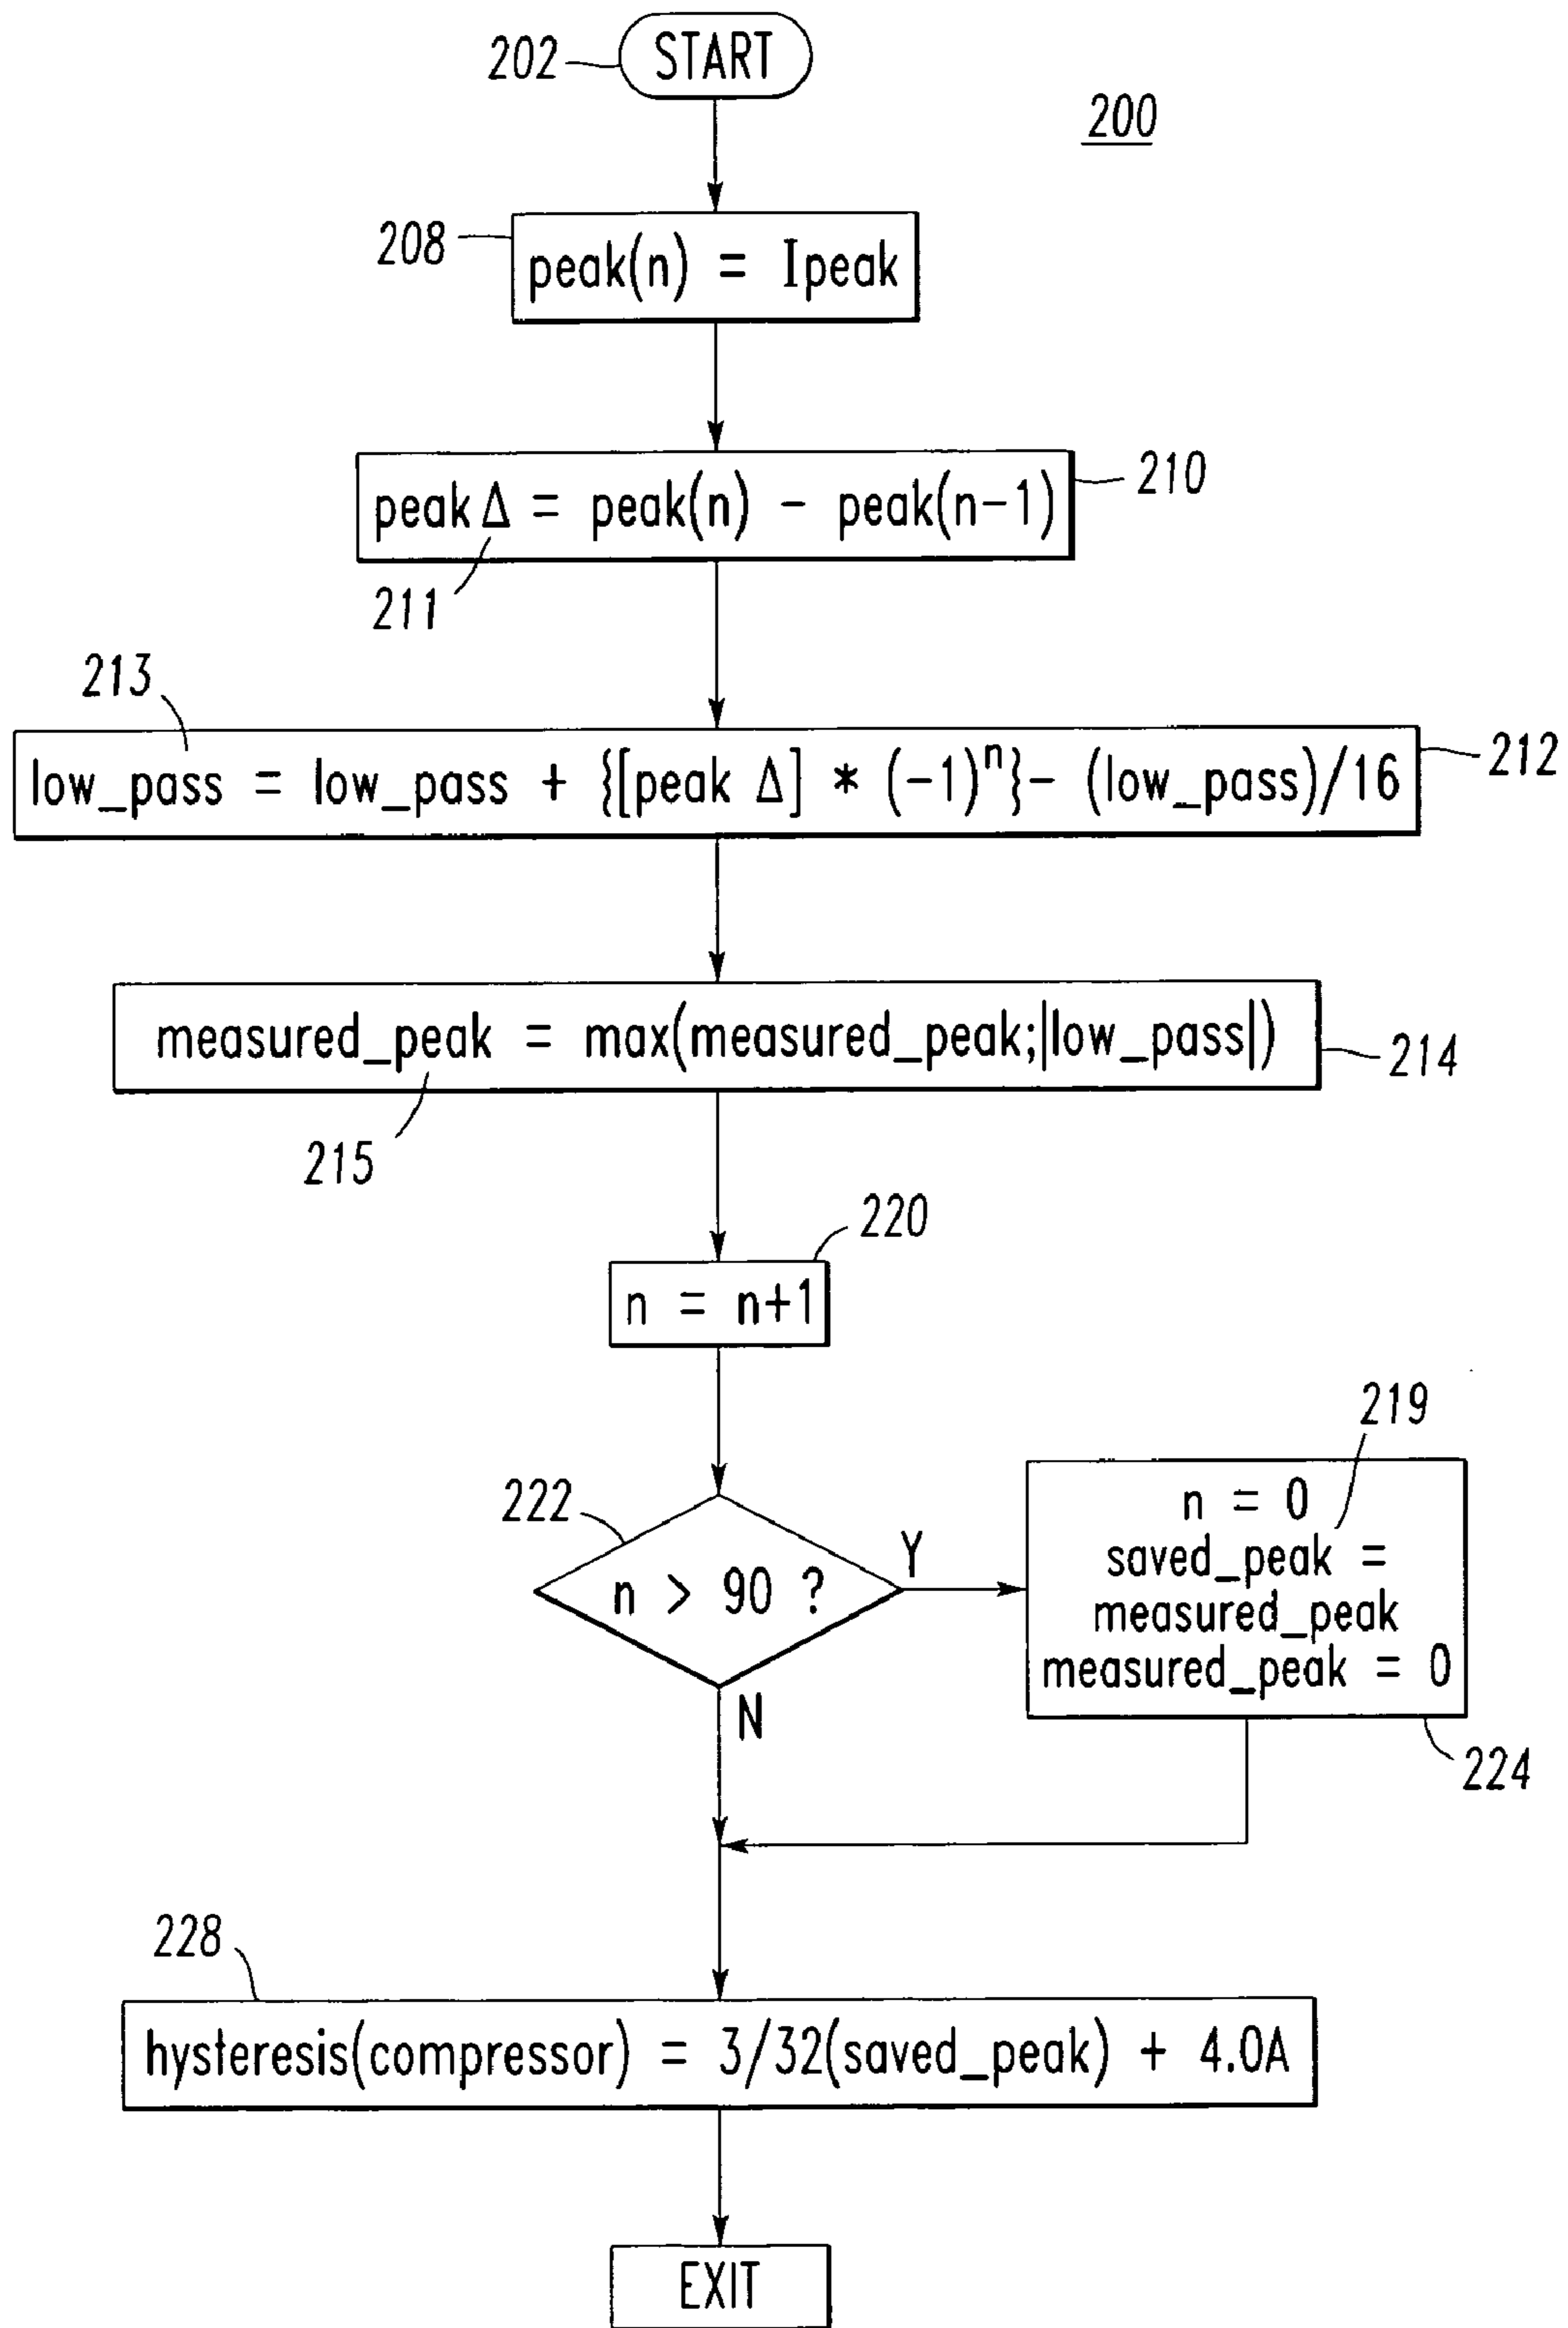 202
START
200
208
peak(n) = Ipeak
210
peak Δ = peak(n) - peak(n-1)
211
213
212
low_pass = low_pass + {[peak Δ] * (-1)^n}- (low_pass)/16
measured_peak = max(measured_peak;|low_pass|)
214
215
220
n = n+1
219
222
n > 90 ?
Y
N
n = 0
saved_peak =
measured_peak
measured_peak = 0
224
228
hysteresis(compressor) = 3/32(saved_peak) + 4.0A
EXIT